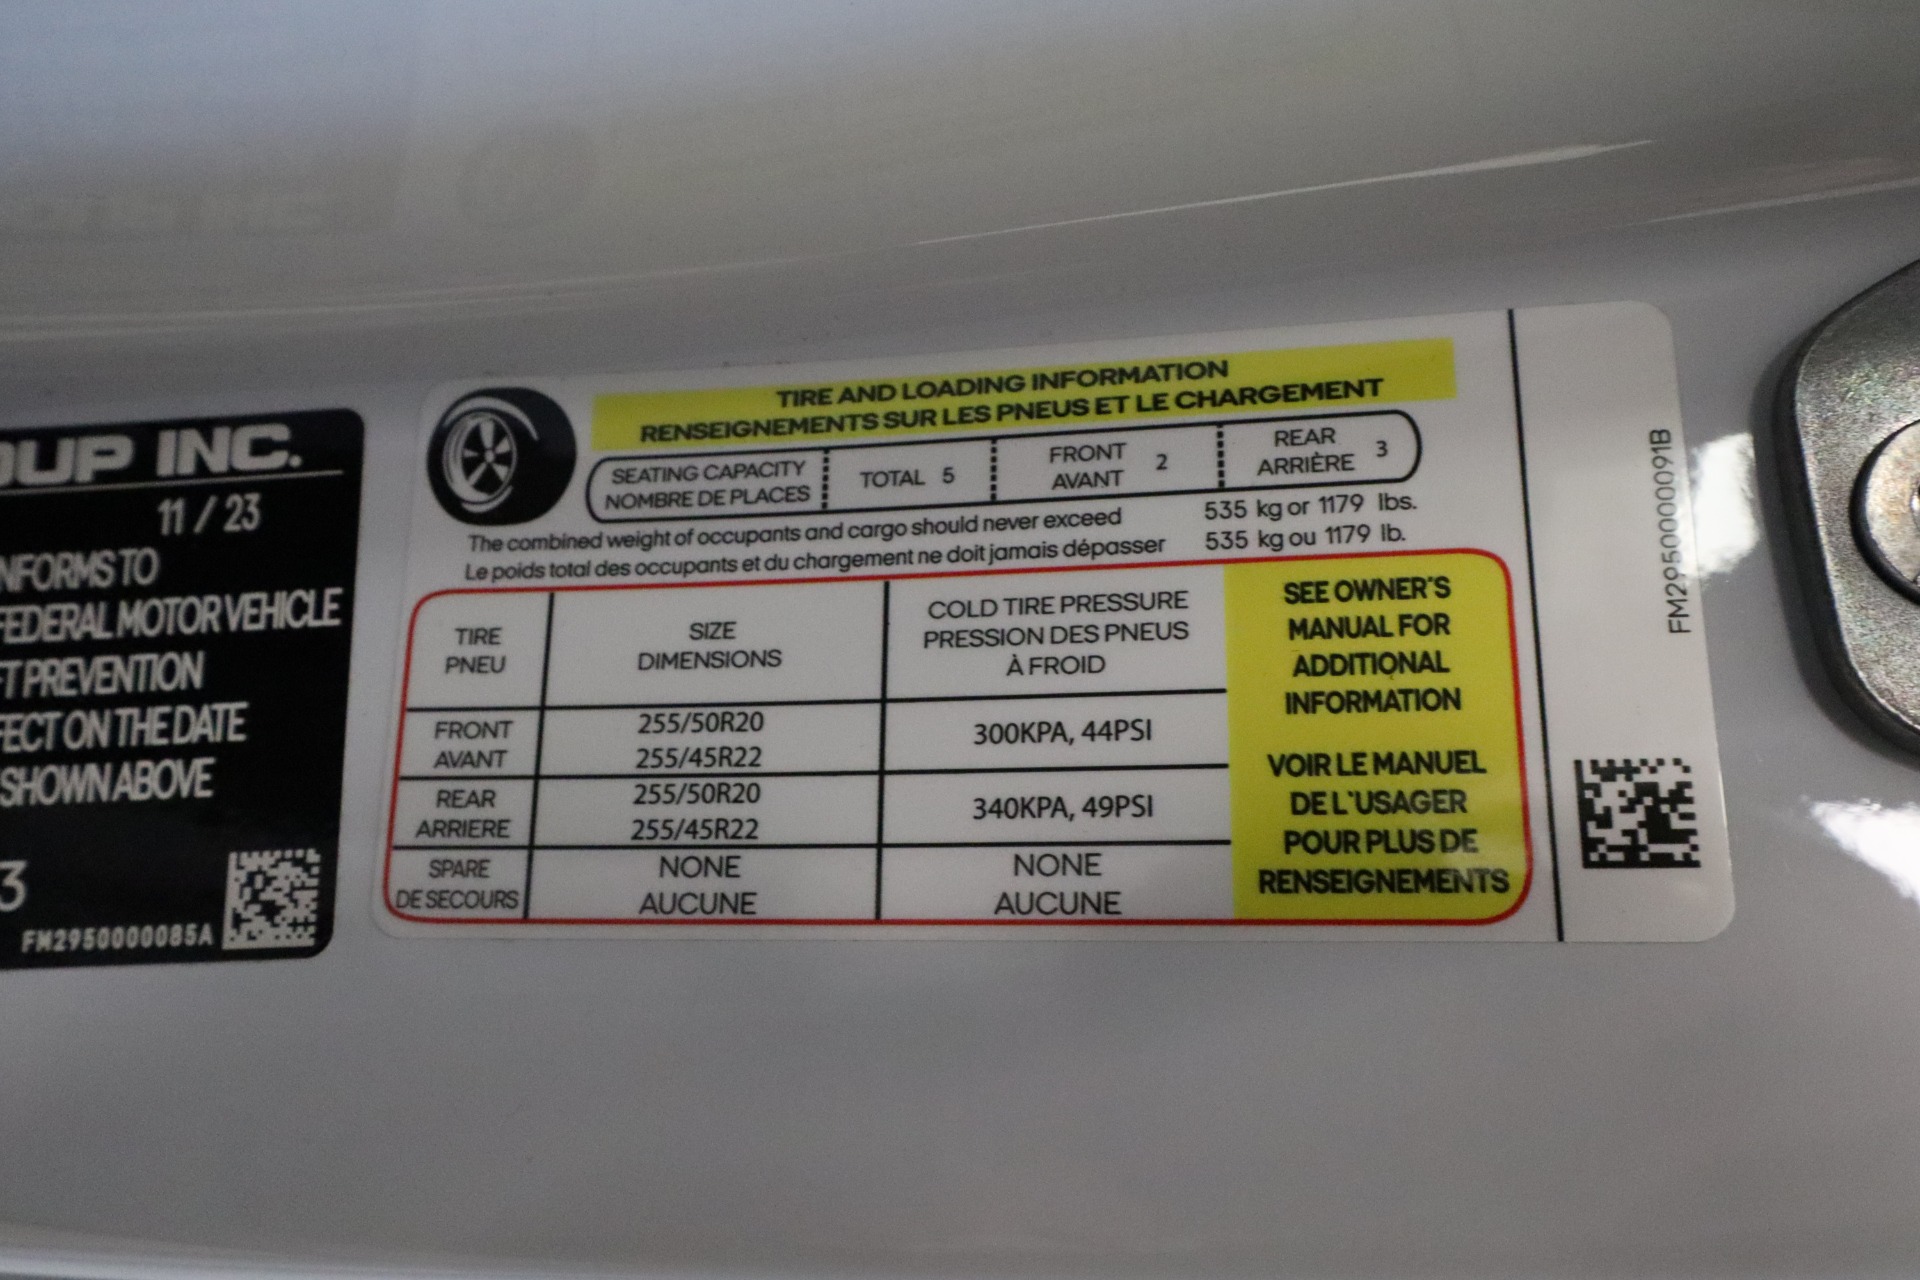 OUP INC.
11 / 23
NFORMS TO
FEDERAL MOTOR VEHICLE
FT PREVENTION
FECT ON THE DATE
SHOWN ABOVE
3
FM2950000085A
TIRE AND LOADING INFORMATION
RENSEIGNEMENTS SUR LES PNEUS ET LE CHARGEMENT
SEATING CAPACITY
NOMBRE DE PLACES
TOTAL 5
FRONT
AVANT
2
REAR
ARRIÈRE
3
The combined weight of occupants and cargo should never exceed 535 kg or 1179 lbs.
Le poids total des occupants et du chargement ne doit jamais dépasser 535 kg ou 1179 lb.
TIRE
PNEU
SIZE
DIMENSIONS
COLD TIRE PRESSURE
PRESSION DES PNEUS
À FROID
FRONT
AVANT
255/50R20
255/45R22
300KPA, 44PSI
REAR
ARRIERE
255/50R20
255/45R22
340KPA, 49PSI
SPARE
DE SECOURS
NONE
AUCUNE
NONE
AUCUNE
SEE OWNER'S
MANUAL FOR
ADDITIONAL
INFORMATION
VOIR LE MANUEL
DE L'USAGER
POUR PLUS DE
RENSEIGNEMENTS
FM2950000091B